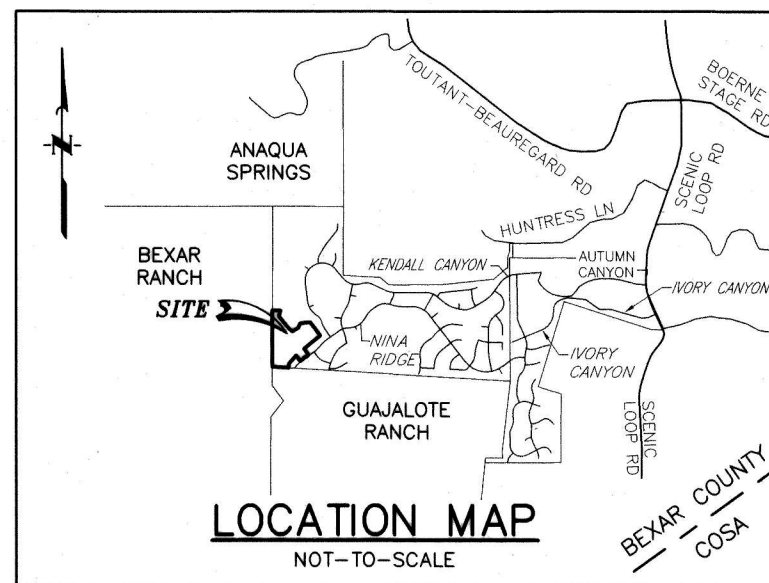 TOUTANT-BEAUREGARD RD
BOERNE
STAGE RD
N
ANAQUA
SPRINGS
SCENIC
LOOP RD
HUNTRESS LN
BEXAR
RANCH
KENDALL CANYON
AUTUMN
CANYON
SITE
IVORY CANYON
NINA
RIDGE
IVORY
CANYON
GUAJALOTE
RANCH
SCENIC
LOOP RD
LOCATION MAP
NOT-TO-SCALE
BEXAR COUNTY
COSA